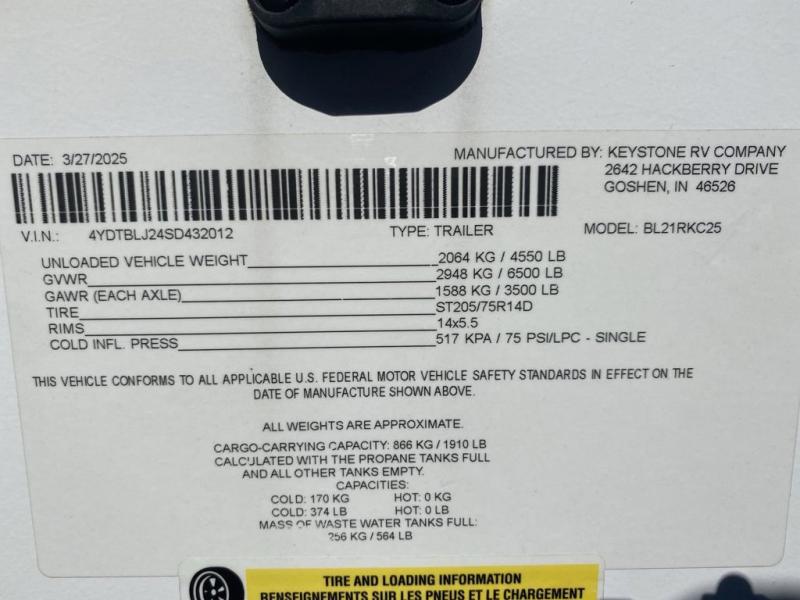 DATE: 3/27/2025
MANUFACTURED BY: KEYSTONE RV COMPANY
2642 HACKBERRY DRIVE
GOSHEN, IN 46526
V.I.N.: 4YDTBLJ24SD432012 TYPE: TRAILER MODEL: BL21RKC25
UNLOADED VEHICLE WEIGHT 2064 KG / 4550 LB
GVWR 2948 KG / 6500 LB
GAWR (EACH AXLE) 1588 KG / 3500 LB
TIRE ST205/75R14D
RIMS 14x5.5
COLD INFL. PRESS 517 KPA / 75 PSI/LPC - SINGLE
THIS VEHICLE CONFORMS TO ALL APPLICABLE U.S. FEDERAL MOTOR VEHICLE SAFETY STANDARDS IN EFFECT ON THE
DATE OF MANUFACTURE SHOWN ABOVE.
ALL WEIGHTS ARE APPROXIMATE.
CARGO-CARRYING CAPACITY: 866 KG / 1910 LB
CALCULATED WITH THE PROPANE TANKS FULL
AND ALL OTHER TANKS EMPTY.
CAPACITIES:
COLD: 170 KG HOT: 0 KG
COLD: 374 LB HOT: 0 LB
MASS OF WASTE WATER TANKS FULL:
256 KG / 564 LB
TIRE AND LOADING INFORMATION
RENSEIGNEMENTS SUR LES PNEUS ET LE CHARGEMENT